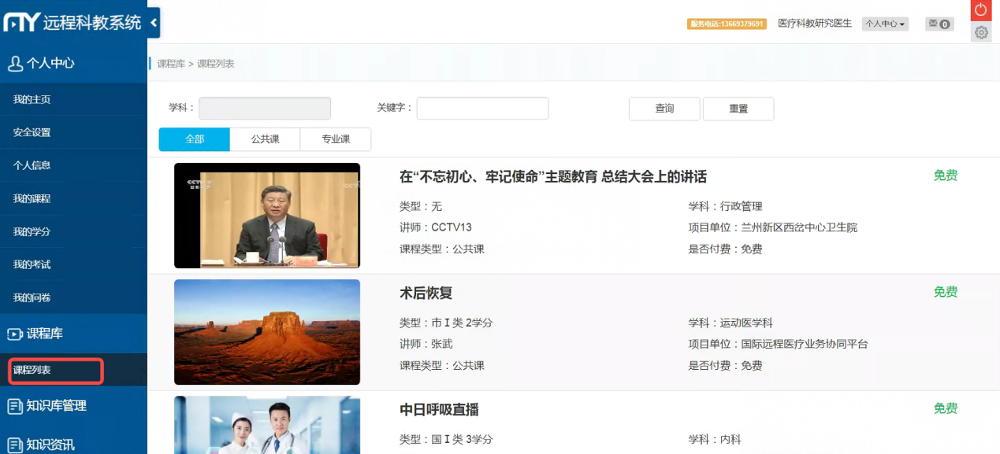 远程科教系统
服务电话:13669379691 医疗科教研究医生 个人中心 0
个人中心
课程库 > 课程列表
我的主页
学科： 关键字： 查询 重置
安全设置
全部 公共课 专业课
个人信息
我的课程
我的学分
我的考试
我的问卷
课程库
课程列表
知识库管理
知识资讯
CCTV
在“不忘初心、牢记使命”主题教育 总结大会上的讲话 免费
类型：无 学科：行政管理
讲师：CCTV13 项目单位：兰州新区西岔中心卫生院
课程类型：公共课 是否付费：免费
术后恢复 免费
类型：市 I 类 2学分 学科：运动医学科
讲师：张武 项目单位：国际远程医疗业务协同平台
课程类型：公共课 是否付费：免费
中日呼吸直播 免费
类型：国 I 类 3学分 学科：内科